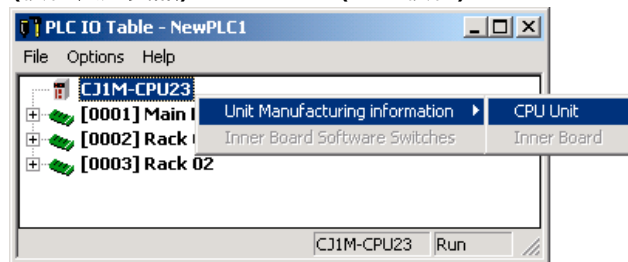 PLC IO Table - NewPLC1
File Options Help
CJ1M-CPU23
[0001] Main
Unit Manufacturing information
CPU Unit
[0002] Rack
Inner Board Software Switches
Inner Board
[0003] Rack 02
CJ1M-CPU23 Run